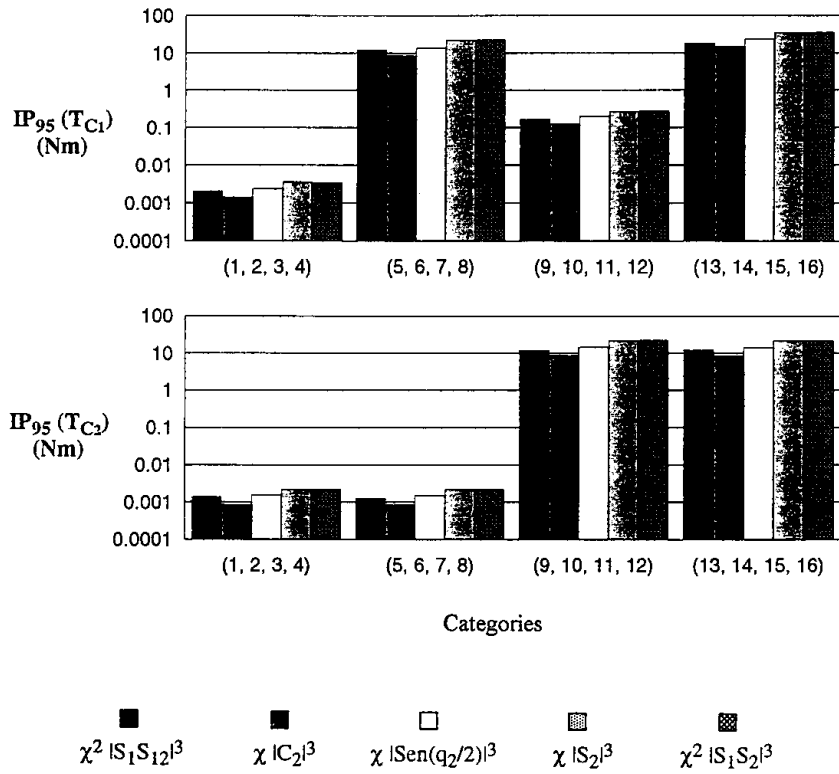 100
10
1
0.1
0.01
0.001
0.0001
IP₉₅ (T_C₁)
(Nm)
(1, 2, 3, 4) (5, 6, 7, 8) (9, 10, 11, 12) (13, 14, 15, 16)
100
10
1
0.1
0.01
0.001
0.0001
IP₉₅ (T_C₂)
(Nm)
(1, 2, 3, 4) (5, 6, 7, 8) (9, 10, 11, 12) (13, 14, 15, 16)
Categories
χ² |S₁S₁₂|³ χ |C₂|³ χ |Sen(q₂/2)|³ χ |S₂|³ χ² |S₁S₂|³